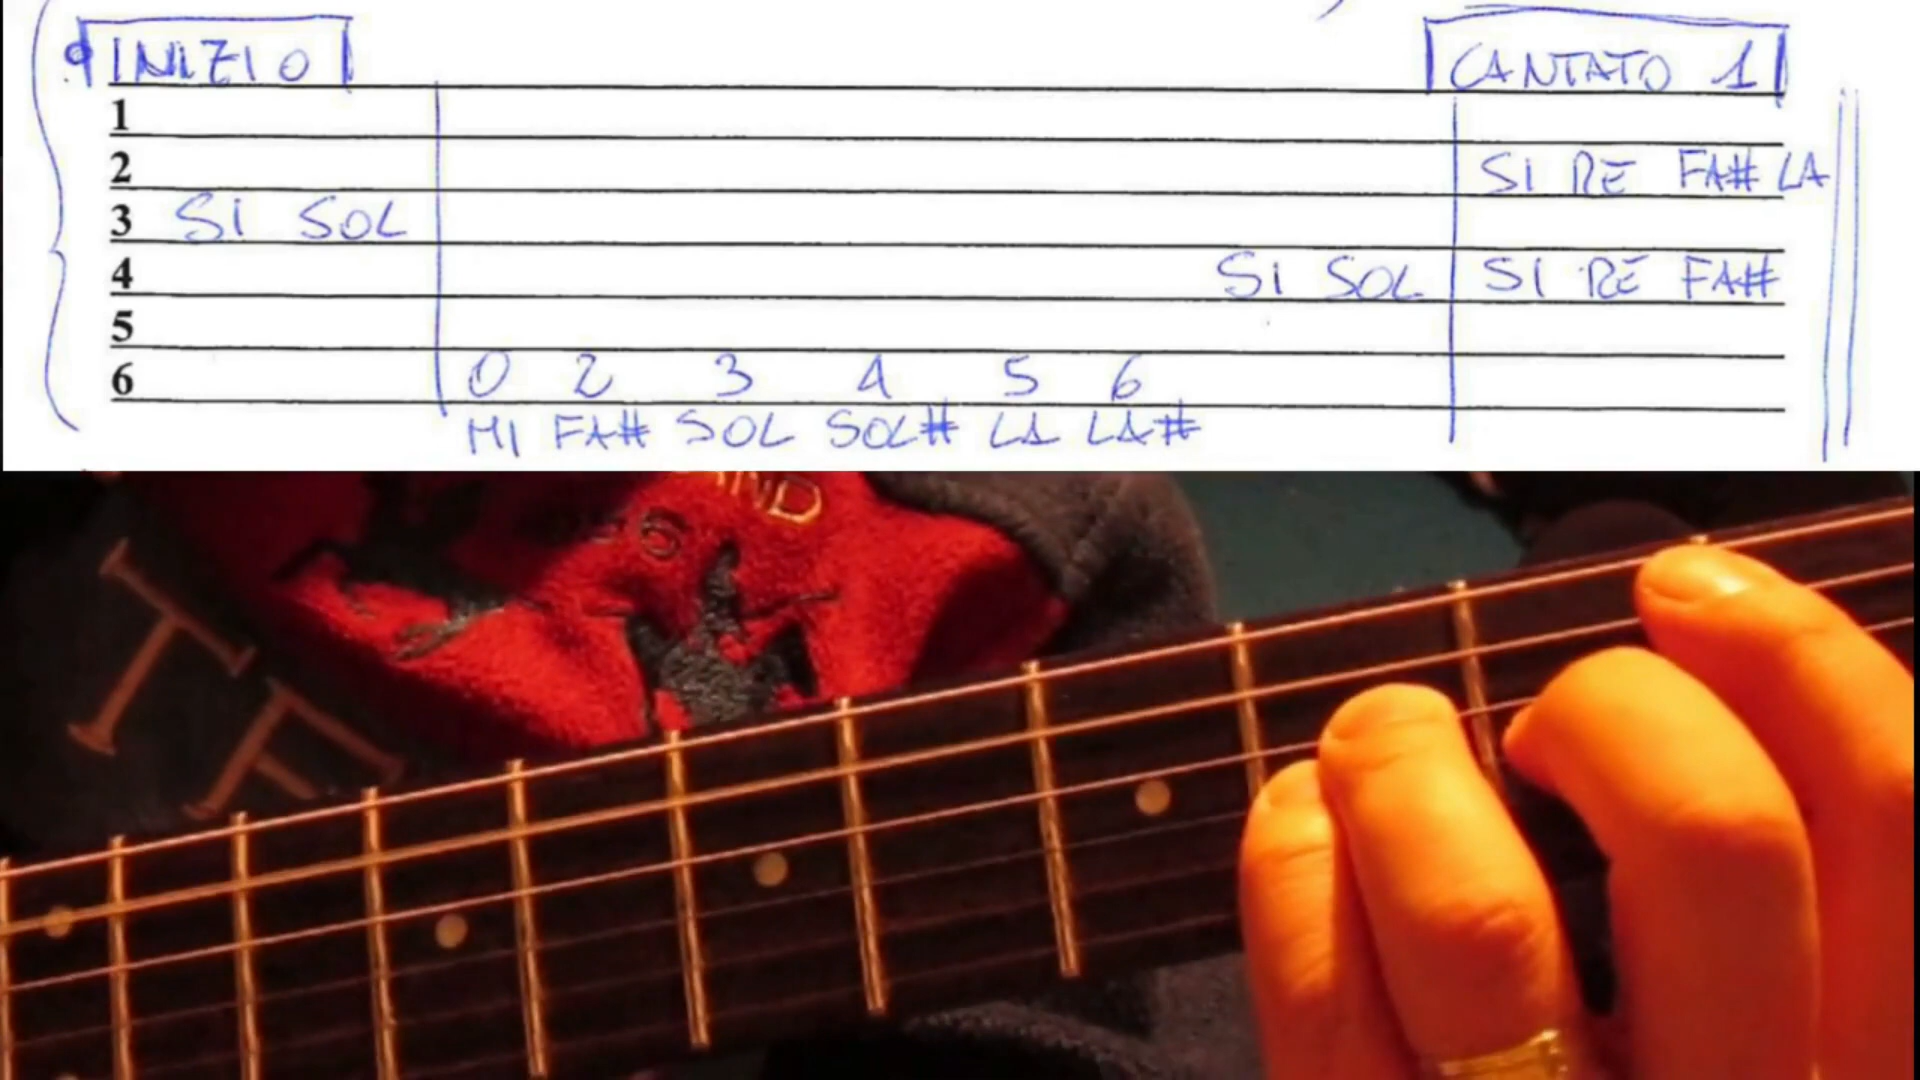 INIZIO CANTATO 1
1
2 SI RE FA# LA
3 SI SOL
4 SI SOL SI RE FA#
5
6 0 2 3 4 5 6
MI FA# SOL SOL# LA LA#